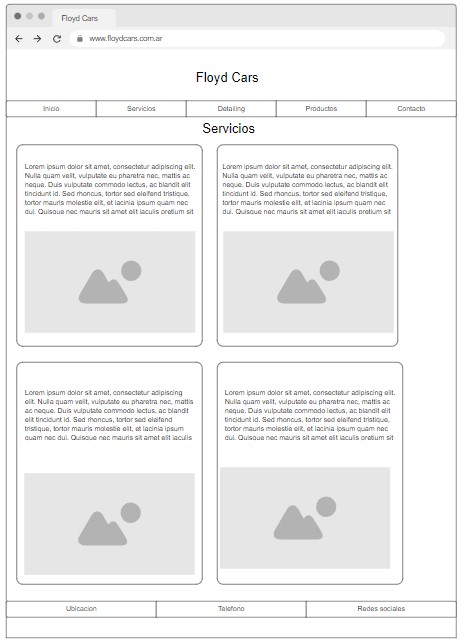 Floyd Cars
www.floydcars.com.ar
Floyd Cars
Inicio
Servicios
Detailing
Productos
Contacto
Servicios
Lorem ipsum dolor sit amet, consectetur adipiscing elit.
Nulla quam velit, vulputate eu pharetra nec, mattis ac
neque. Duis vulputate commodo lectus, ac blandit elit
tincidunt id. Sed rhoncus, tortor sed eleifend tristique,
tortor mauris molestie elit, et lacinia ipsum quam nec
dui. Quisque nec mauris sit amet elit iaculis pretium sit
Lorem ipsum dolor sit amet, consectetur adipiscing elit.
Nulla quam velit, vulputate eu pharetra nec, mattis ac
neque. Duis vulputate commodo lectus, ac blandit elit
tincidunt id. Sed rhoncus, tortor sed eleifend tristique,
tortor mauris molestie elit, et lacinia ipsum quam nec
dui. Quisque nec mauris sit amet elit iaculis pretium sit
Lorem ipsum dolor sit amet, consectetur adipiscing
elit. Nulla quam velit, vulputate eu pharetra nec, mattis
ac neque. Duis vulputate commodo lectus, ac blandit
elit tincidunt id. Sed rhoncus, tortor sed eleifend
tristique, tortor mauris molestie elit, et lacinia ipsum
quam nec dui. Quisque nec mauris sit amet elit iaculis
Lorem ipsum dolor sit amet, consectetur adipiscing elit.
Nulla quam velit, vulputate eu pharetra nec, mattis ac
neque. Duis vulputate commodo lectus, ac blandit elit
tincidunt id. Sed rhoncus, tortor sed eleifend tristique,
tortor mauris molestie elit, et lacinia ipsum quam nec
dui. Quisque nec mauris sit amet elit iaculis pretium sit
Ubicacion
Telefono
Redes sociales